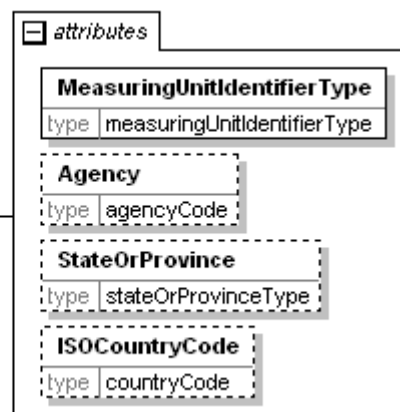 attributes
MeasuringUnitIdentifierType
type measuringUnitIdentifierType
Agency
type agencyCode
StateOrProvince
type stateOrProvinceType
ISOCountryCode
type countryCode